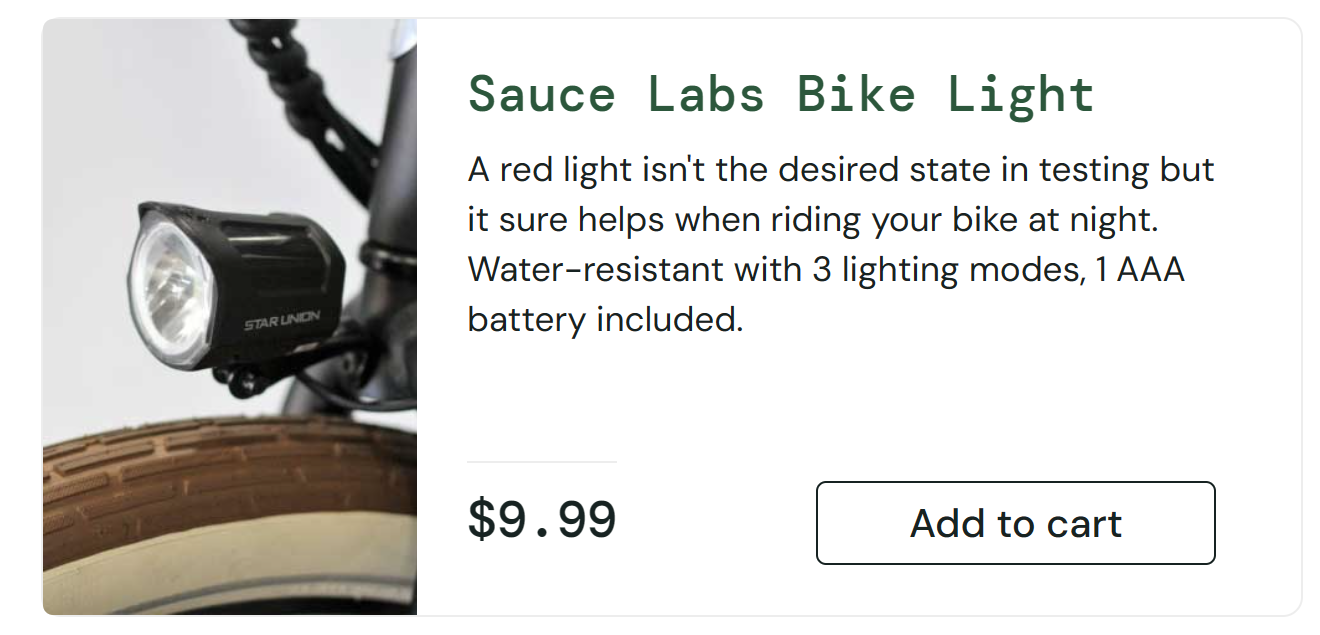 Sauce Labs Bike Light
A red light isn't the desired state in testing but
it sure helps when riding your bike at night.
Water-resistant with 3 lighting modes, 1 AAA
battery included.
STAR UNION
$9.99
Add to cart